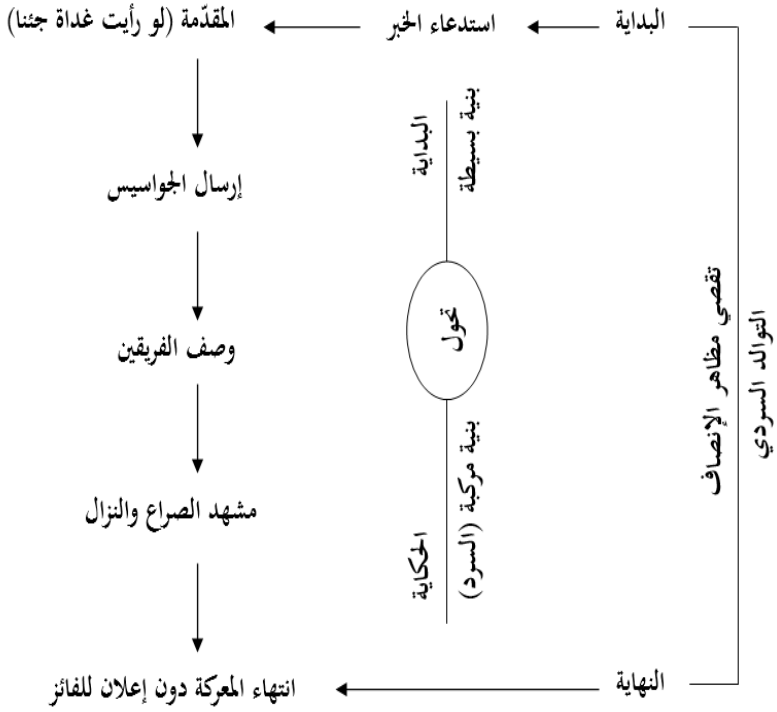 البداية
استدعاء الخبر
المقدّمة (لو رأيت غداة جئنا)
إرسال الجواسيس
وصف الفريقين
مشهد الصراع والنزال
النهاية
انتهاء المعركة دون إعلان للفائز
البداية
بنية بسيطة
تحول
الحكاية
بنية مركبة (السرد)
تقصي مظاهر الإنصاف
التوالد السردي